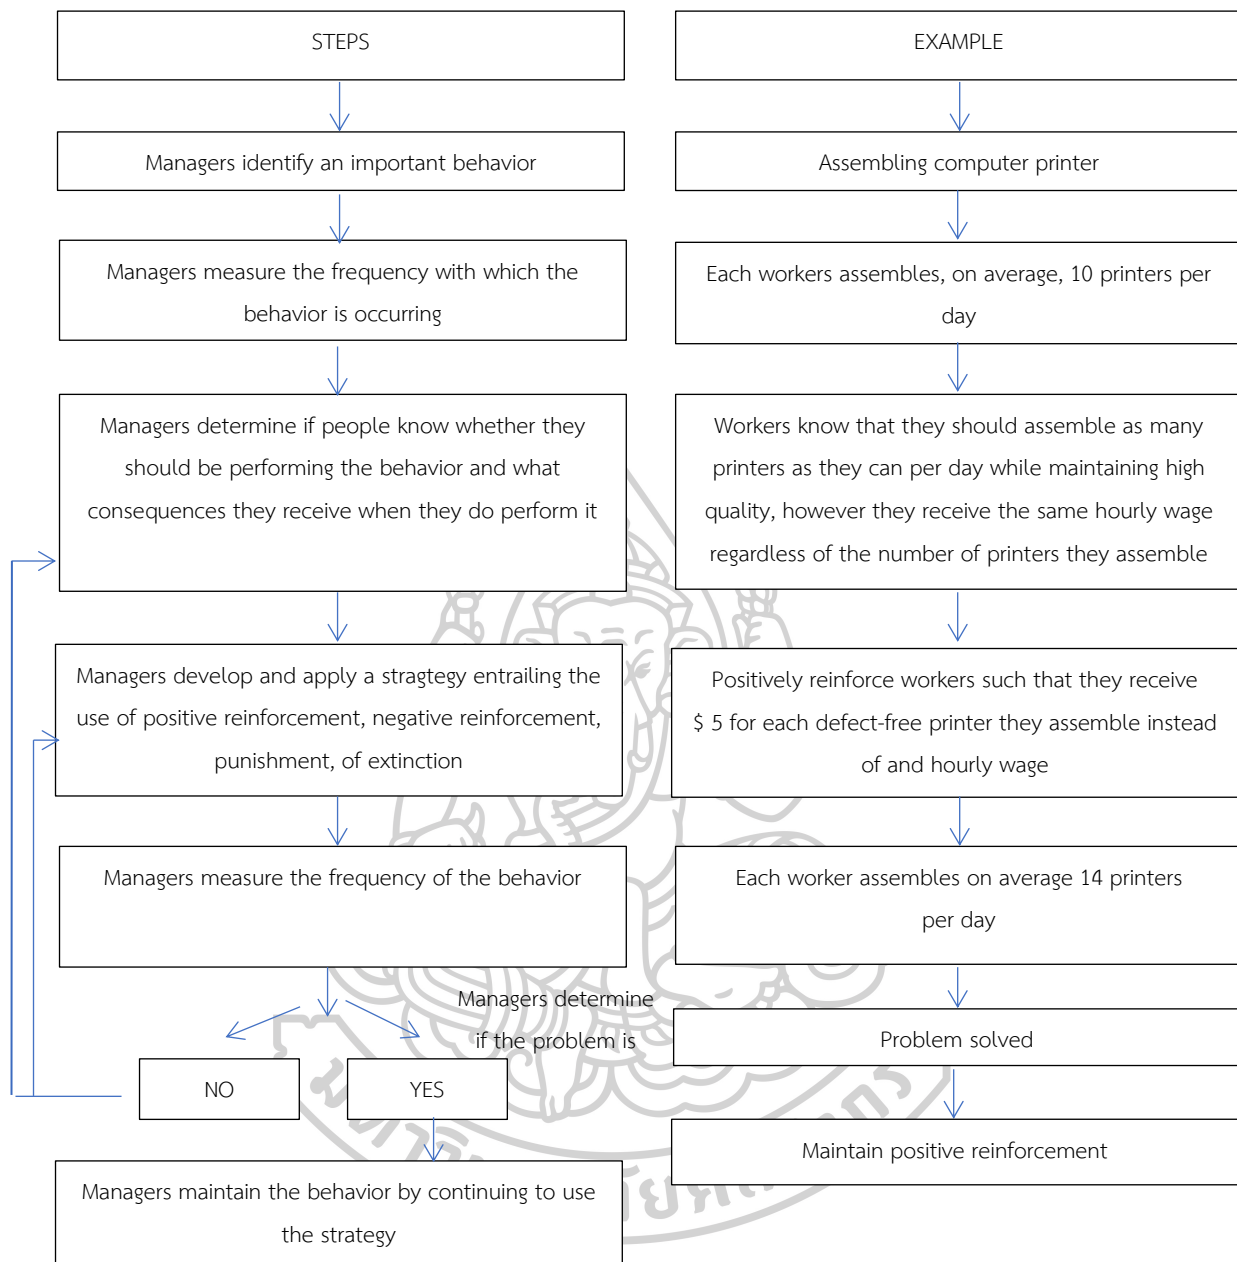 STEPS
Managers identify an important behavior
Managers measure the frequency with which the
behavior is occurring
Managers determine if people know whether they
should be performing the behavior and what
consequences they receive when they do perform it
Managers develop and apply a stragtegy entrailing the
use of positive reinforcement, negative reinforcement,
punishment, of extinction
Managers measure the frequency of the behavior
Managers determine
if the problem is
NO
YES
Managers maintain the behavior by continuing to use
the strategy
EXAMPLE
Assembling computer printer
Each workers assembles, on average, 10 printers per
day
Workers know that they should assemble as many
printers as they can per day while maintaining high
quality, however they receive the same hourly wage
regardless of the number of printers they assemble
Positively reinforce workers such that they receive
$ 5 for each defect-free printer they assemble instead
of and hourly wage
Each worker assembles on average 14 printers
per day
Problem solved
Maintain positive reinforcement